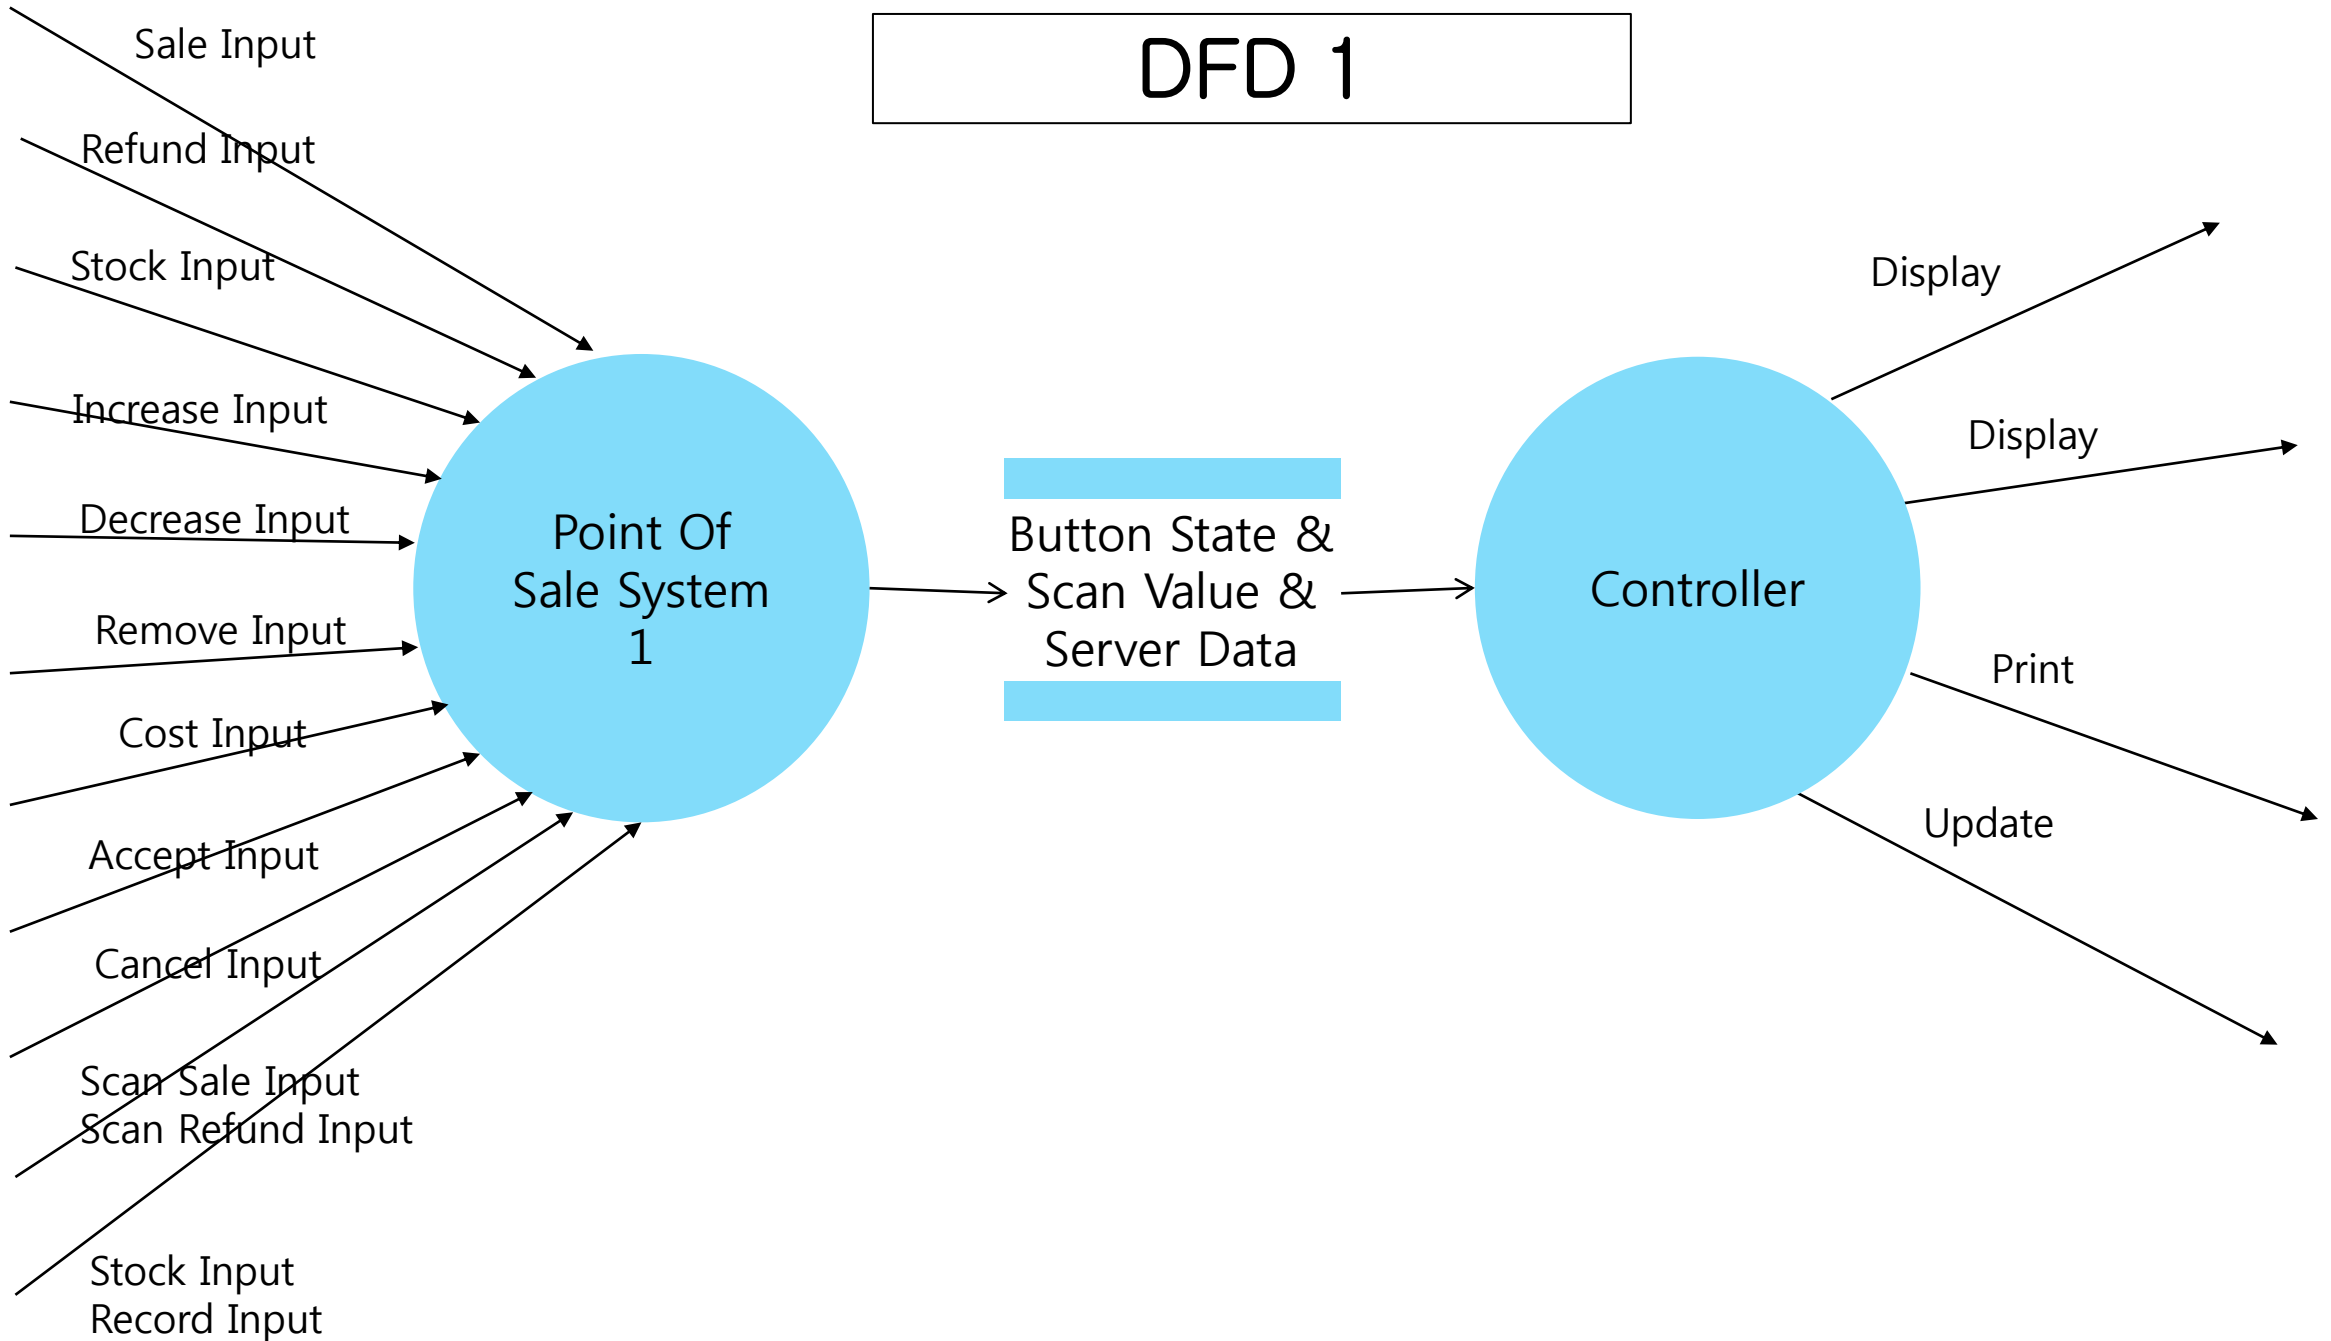 DFD 1
Sale Input
Refund Input
Stock Input
Increase Input
Decrease Input
Remove Input
Cost Input
Accept Input
Cancel Input
Scan Sale Input
Scan Refund Input
Stock Input
Record Input
Point Of
Sale System
1
Button State &
Scan Value &
Server Data
Controller
Display
Display
Print
Update